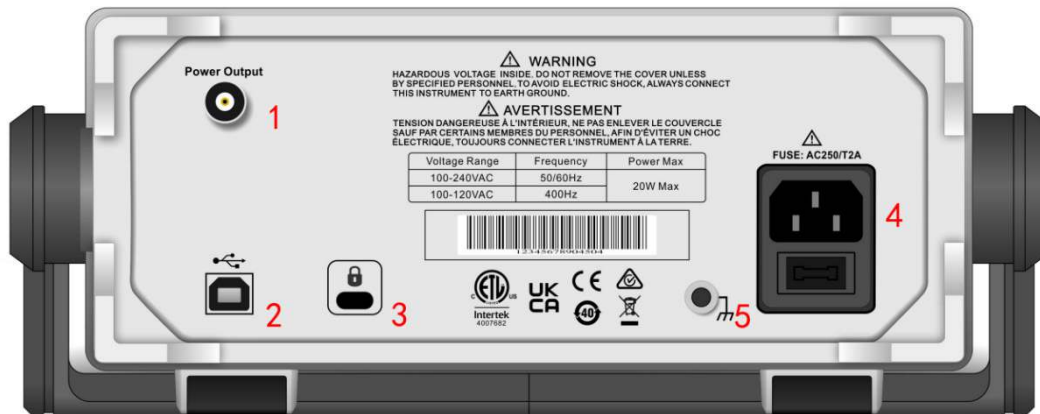 Power Output
1
⚠ WARNING
HAZARDOUS VOLTAGE INSIDE. DO NOT REMOVE THE COVER UNLESS
BY SPECIFIED PERSONNEL, TO AVOID ELECTRIC SHOCK, ALWAYS CONNECT
THIS INSTRUMENT TO EARTH GROUND.
⚠ AVERTISSEMENT
TENSION DANGEREUSE À L'INTÉRIEUR, NE PAS ENLEVER LE COUVERCLE
SAUF PAR CERTAINS MEMBRES DU PERSONNEL, AFIN D'ÉVITER UN CHOC
ÉLECTRIQUE, TOUJOURS CONNECTER L'INSTRUMENT À LA TERRE.
Voltage Range Frequency Power Max
100-240VAC 50/60Hz 20W Max
100-120VAC 400Hz
12345678904504
FUSE: AC250/T2A
4
2
3
C ETL US
Intertek
4007682
UK
CA
CE
40
5